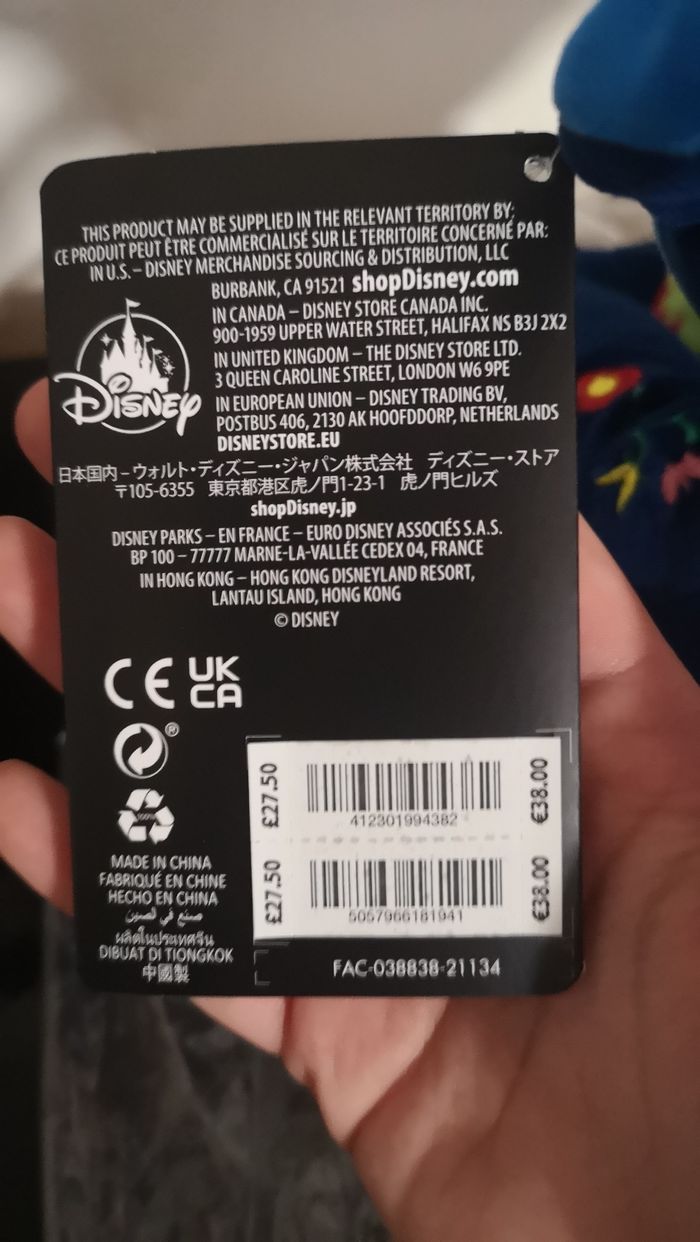 THIS PRODUCT MAY BE SUPPLIED IN THE RELEVANT TERRITORY BY:
CE PRODUIT PEUT ÊTRE COMMERCIALISÉ SUR LE TERRITOIRE CONCERNÉ PAR:
IN U.S. – DISNEY MERCHANDISE SOURCING & DISTRIBUTION, LLC
BURBANK, CA 91521 shopDisney.com
IN CANADA – DISNEY STORE CANADA INC.
900-1959 UPPER WATER STREET, HALIFAX NS B3J 2X2
IN UNITED KINGDOM – THE DISNEY STORE LTD.
3 QUEEN CAROLINE STREET, LONDON W6 9PE
Disney
IN EUROPEAN UNION – DISNEY TRADING BV,
POSTBUS 406, 2130 AK HOOFDDORP, NETHERLANDS
DISNEYSTORE.EU
日本国内 – ウォルト・ディズニー・ジャパン株式会社 ディズニー・ストア
〒105-6355 東京都港区虎ノ門1-23-1 虎ノ門ヒルズ
shopDisney.jp
DISNEY PARKS – EN FRANCE – EURO DISNEY ASSOCIÉS S.A.S.
BP 100 – 77777 MARNE-LA-VALLÉE CEDEX 04, FRANCE
IN HONG KONG – HONG KONG DISNEYLAND RESORT,
LANTAU ISLAND, HONG KONG
© DISNEY
CE UK
CA
®
100%
MADE IN CHINA
FABRIQUÉ EN CHINE
HECHO EN CHINA
صنع في الصين
ผลิตในประเทศจีน
DIBUAT DI TIONGKOK
中國製
£27.50
412301994382
€38.00
£27.50
5057966181941
€38.00
FAC-038838-21134